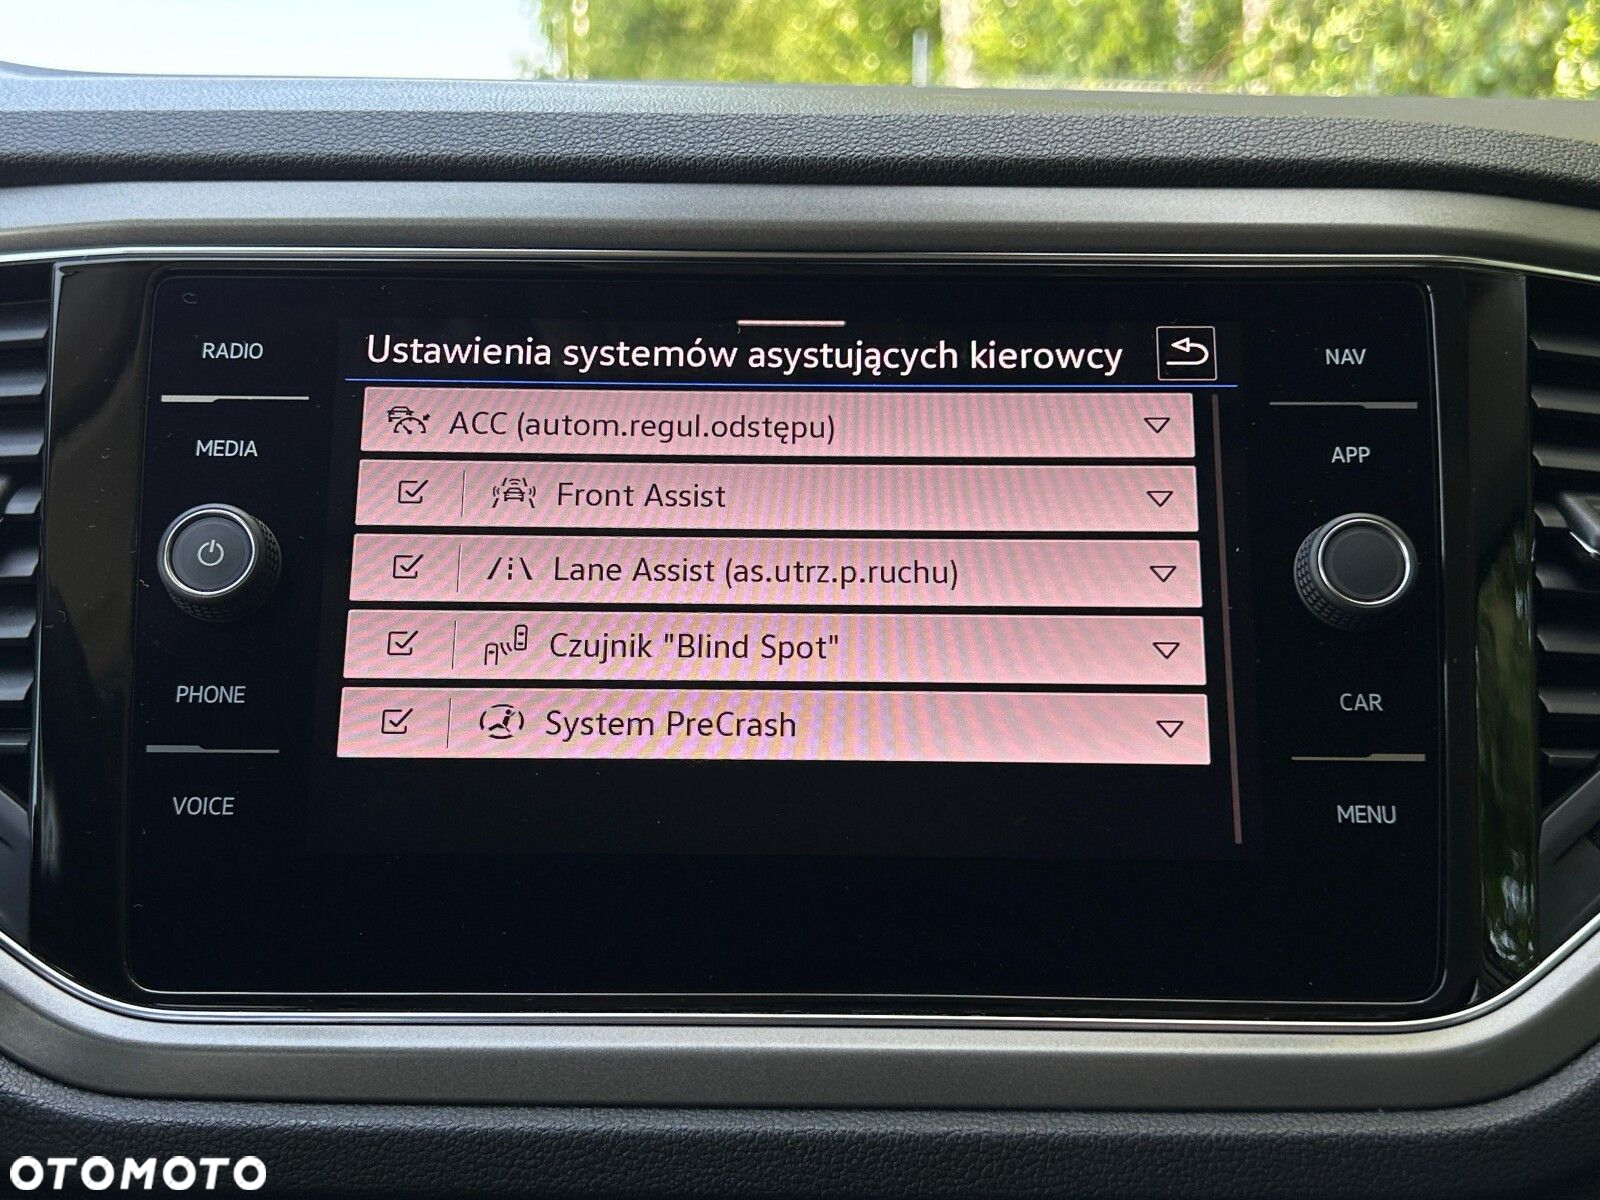 RADIO
MEDIA
PHONE
VOICE
Ustawienia systemów asystujących kierowcy
ACC (autom.regul.odstępu)
Front Assist
Lane Assist (as.utrz.p.ruchu)
Czujnik "Blind Spot"
System PreCrash
NAV
APP
CAR
MENU
OTOMOTO